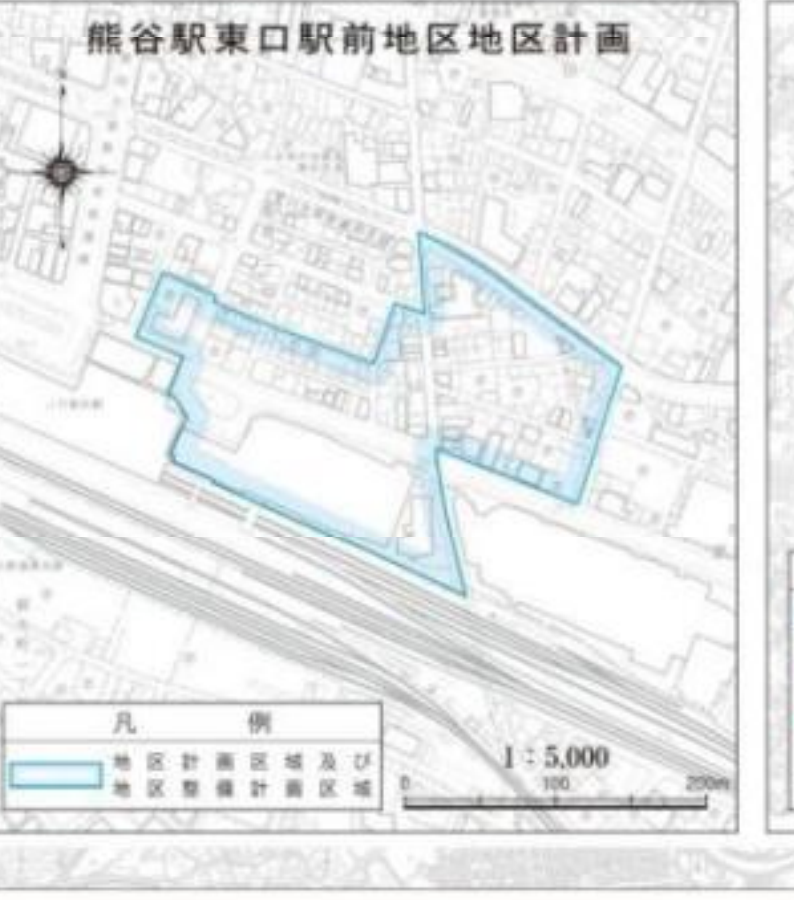 熊谷駅東口駅前地区地区計画
凡 例
地区計画区域及び
地区整備計画区域
1：5,000
0 100 200m